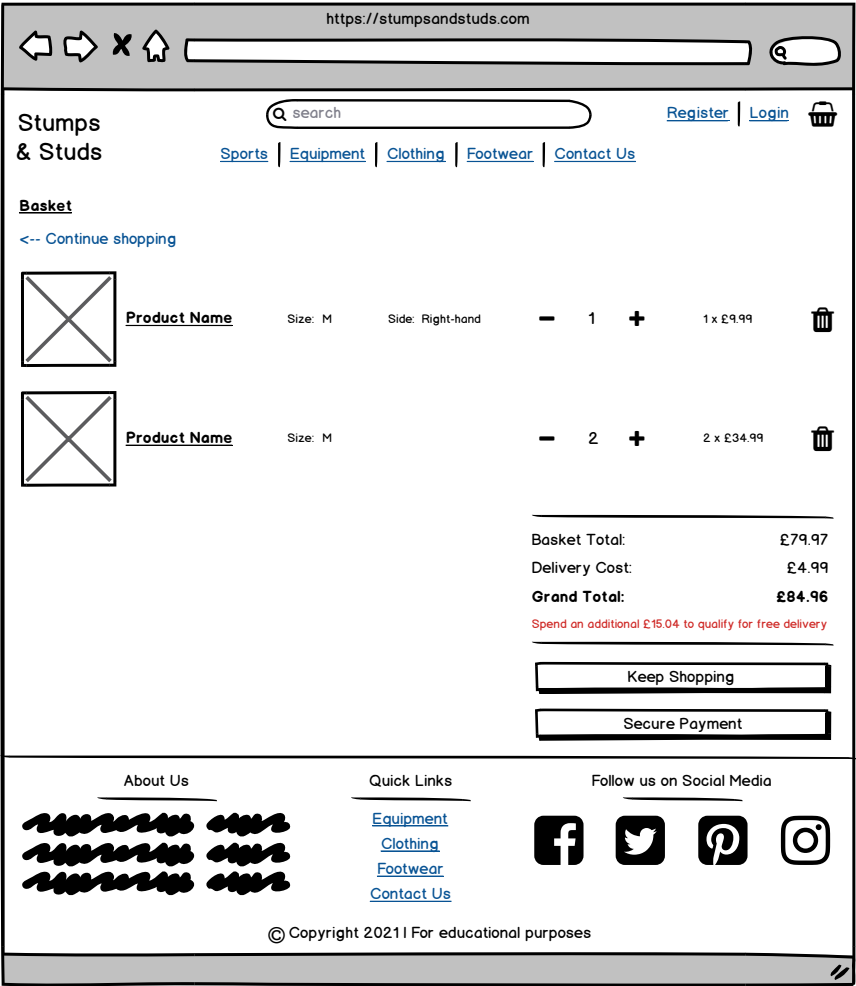 https://stumpsandstuds.com
Stumps
& Studs
search
Register | Login
Sports | Equipment | Clothing | Footwear | Contact Us
Basket
<-- Continue shopping
Product Name Size: M Side: Right-hand 1 1 x £9.99
Product Name Size: M 2 2 x £34.99
Basket Total: £79.97
Delivery Cost: £4.99
Grand Total: £84.96
Spend an additional £15.04 to qualify for free delivery
Keep Shopping
Secure Payment
About Us
Quick Links
Equipment
Clothing
Footwear
Contact Us
Follow us on Social Media
© Copyright 2021 | For educational purposes